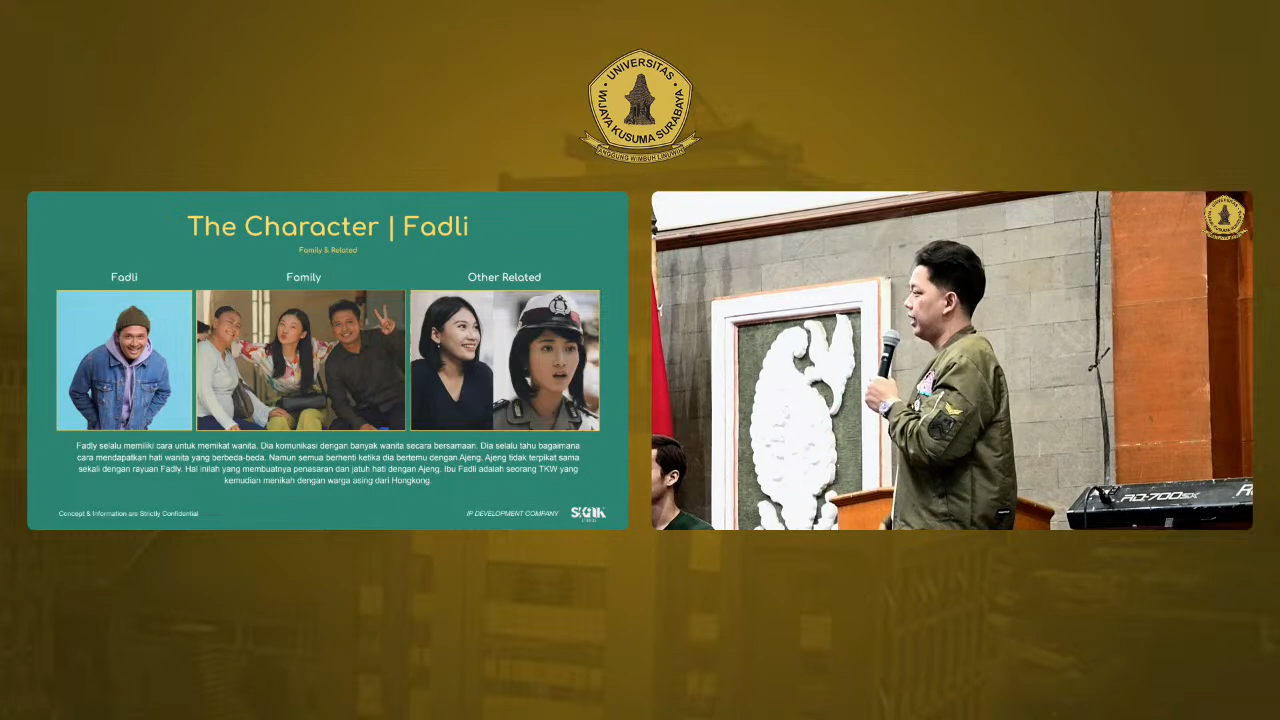 UNIVERSITAS
WIJAYA KUSUMA SURABAYA
ANGGUNG WIMBUH LINUWIH
The Character | Fadli
Family & Related
Fadli
Family
Other Related
Fadly selalu memiliki cara untuk memikat wanita. Dia komunikasi dengan banyak wanita secara bersamaan. Dia selalu tahu bagaimana
cara mendapatkan hati wanita yang berbeda-beda. Namun semua berhenti ketika dia bertemu dengan Ajeng. Ajeng tidak terpikat sama
sekali dengan rayuan Fadly. Hal inilah yang membuatnya penasaran dan jatuh hati dengan Ajeng. Ibu Fadli adalah seorang TKW yang
kemudian menikah dengan warga asing dari Hongkong.
Concept & Information are Strictly Confidential
IP DEVELOPMENT COMPANY
RD-700SX